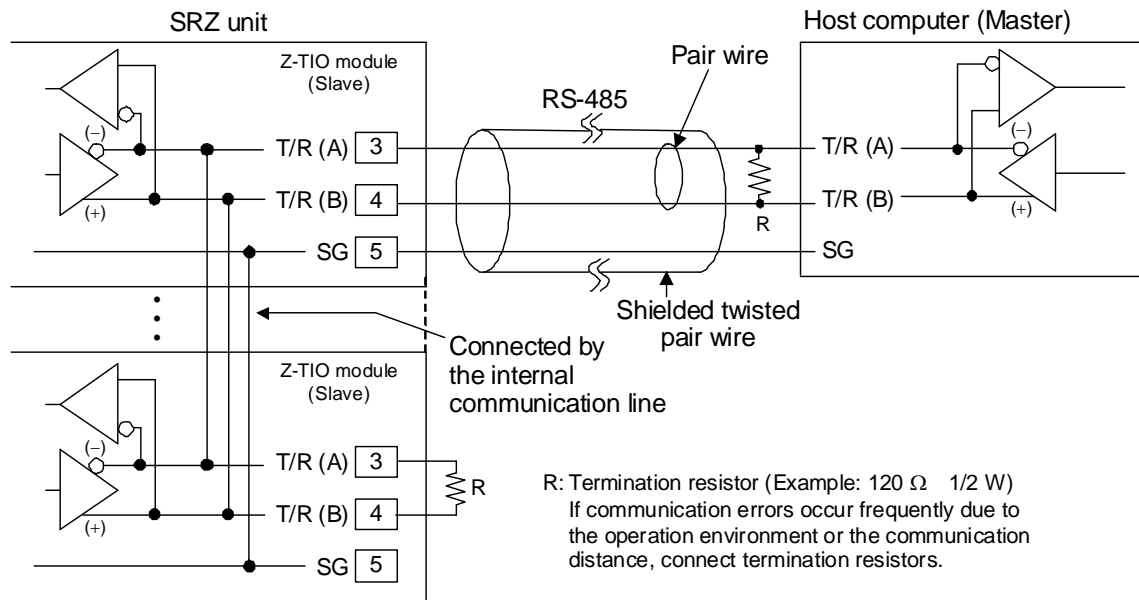 SRZ unit
Host computer (Master)
Z-TIO module
(Slave)
Pair wire
RS-485
(−)
T/R (A) 3
T/R (A)
(−)
T/R (B) 4
T/R (B)
(+)
R
(+)
SG 5
SG
Shielded twisted
pair wire
Connected by
the internal
communication line
Z-TIO module
(Slave)
(−)
T/R (A) 3
R
T/R (B) 4
(+)
SG 5
R: Termination resistor (Example: 120 Ω 1/2 W)
If communication errors occur frequently due to
the operation environment or the communication
distance, connect termination resistors.